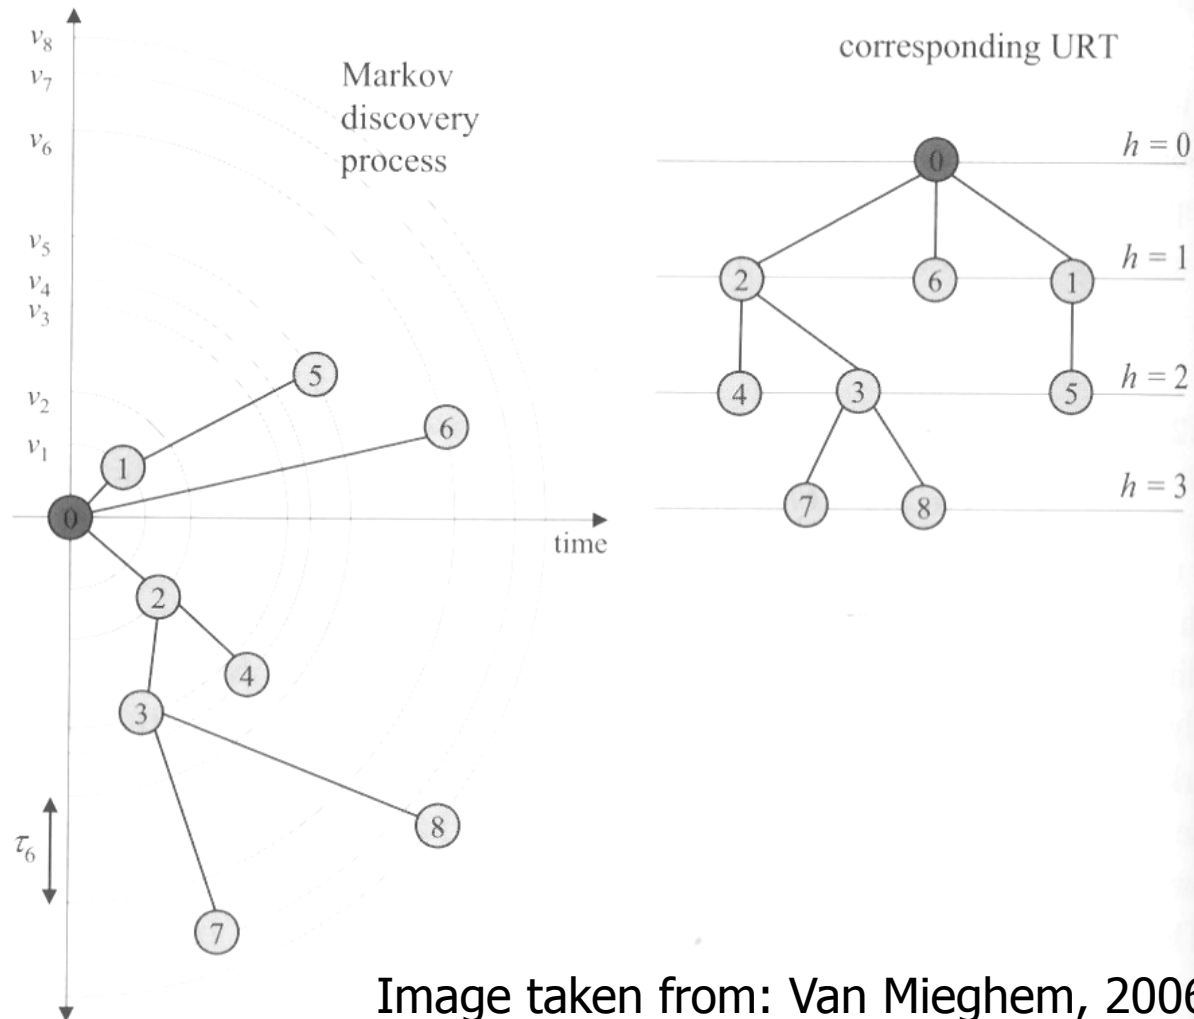 v8
v7
v6
v5
v4
v3
v2
v1
Markov
discovery
process
5
6
1
0
time
2
4
3
8
τ6
7
corresponding URT
0
h = 0
2
6
1
h = 1
4
3
5
h = 2
7
8
h = 3
Image taken from: Van Mieghem, 2006